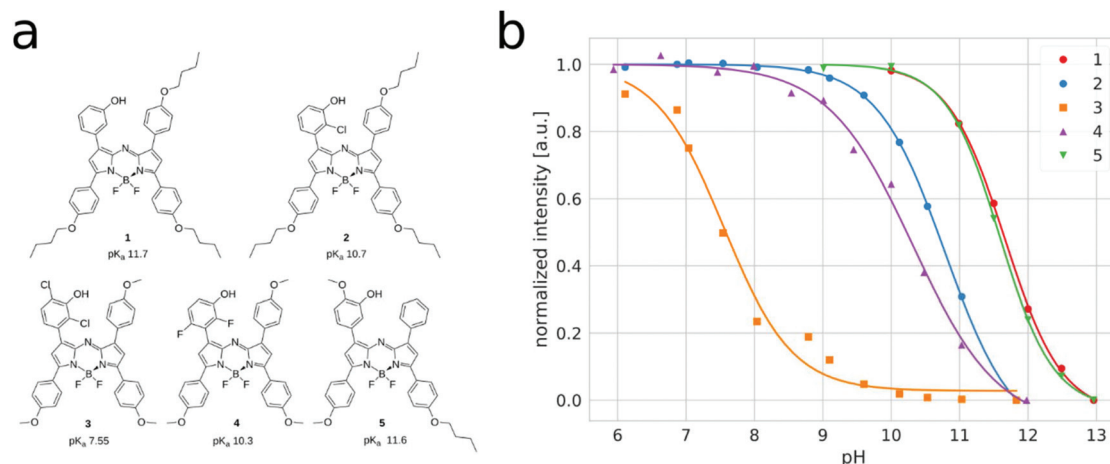 a
O
OH
N
N N
B
F F
O
O
1
pKa 11.7
O
OH
Cl
N
N N
B
F F
O
O
2
pKa 10.7
Cl
OH
O
Cl
N
N N
B
F F
O
O
3
pKa 7.55
OH
O
F
F
N
N N
B
F F
O
O
4
pKa 10.3
O
OH
N
N N
B
F F
O
5
pKa 11.6
b
normalized intensity [a.u.]
1.0
0.8
0.6
0.4
0.2
0.0
6 7 8 9 10 11 12 13
pH
1
2
3
4
5